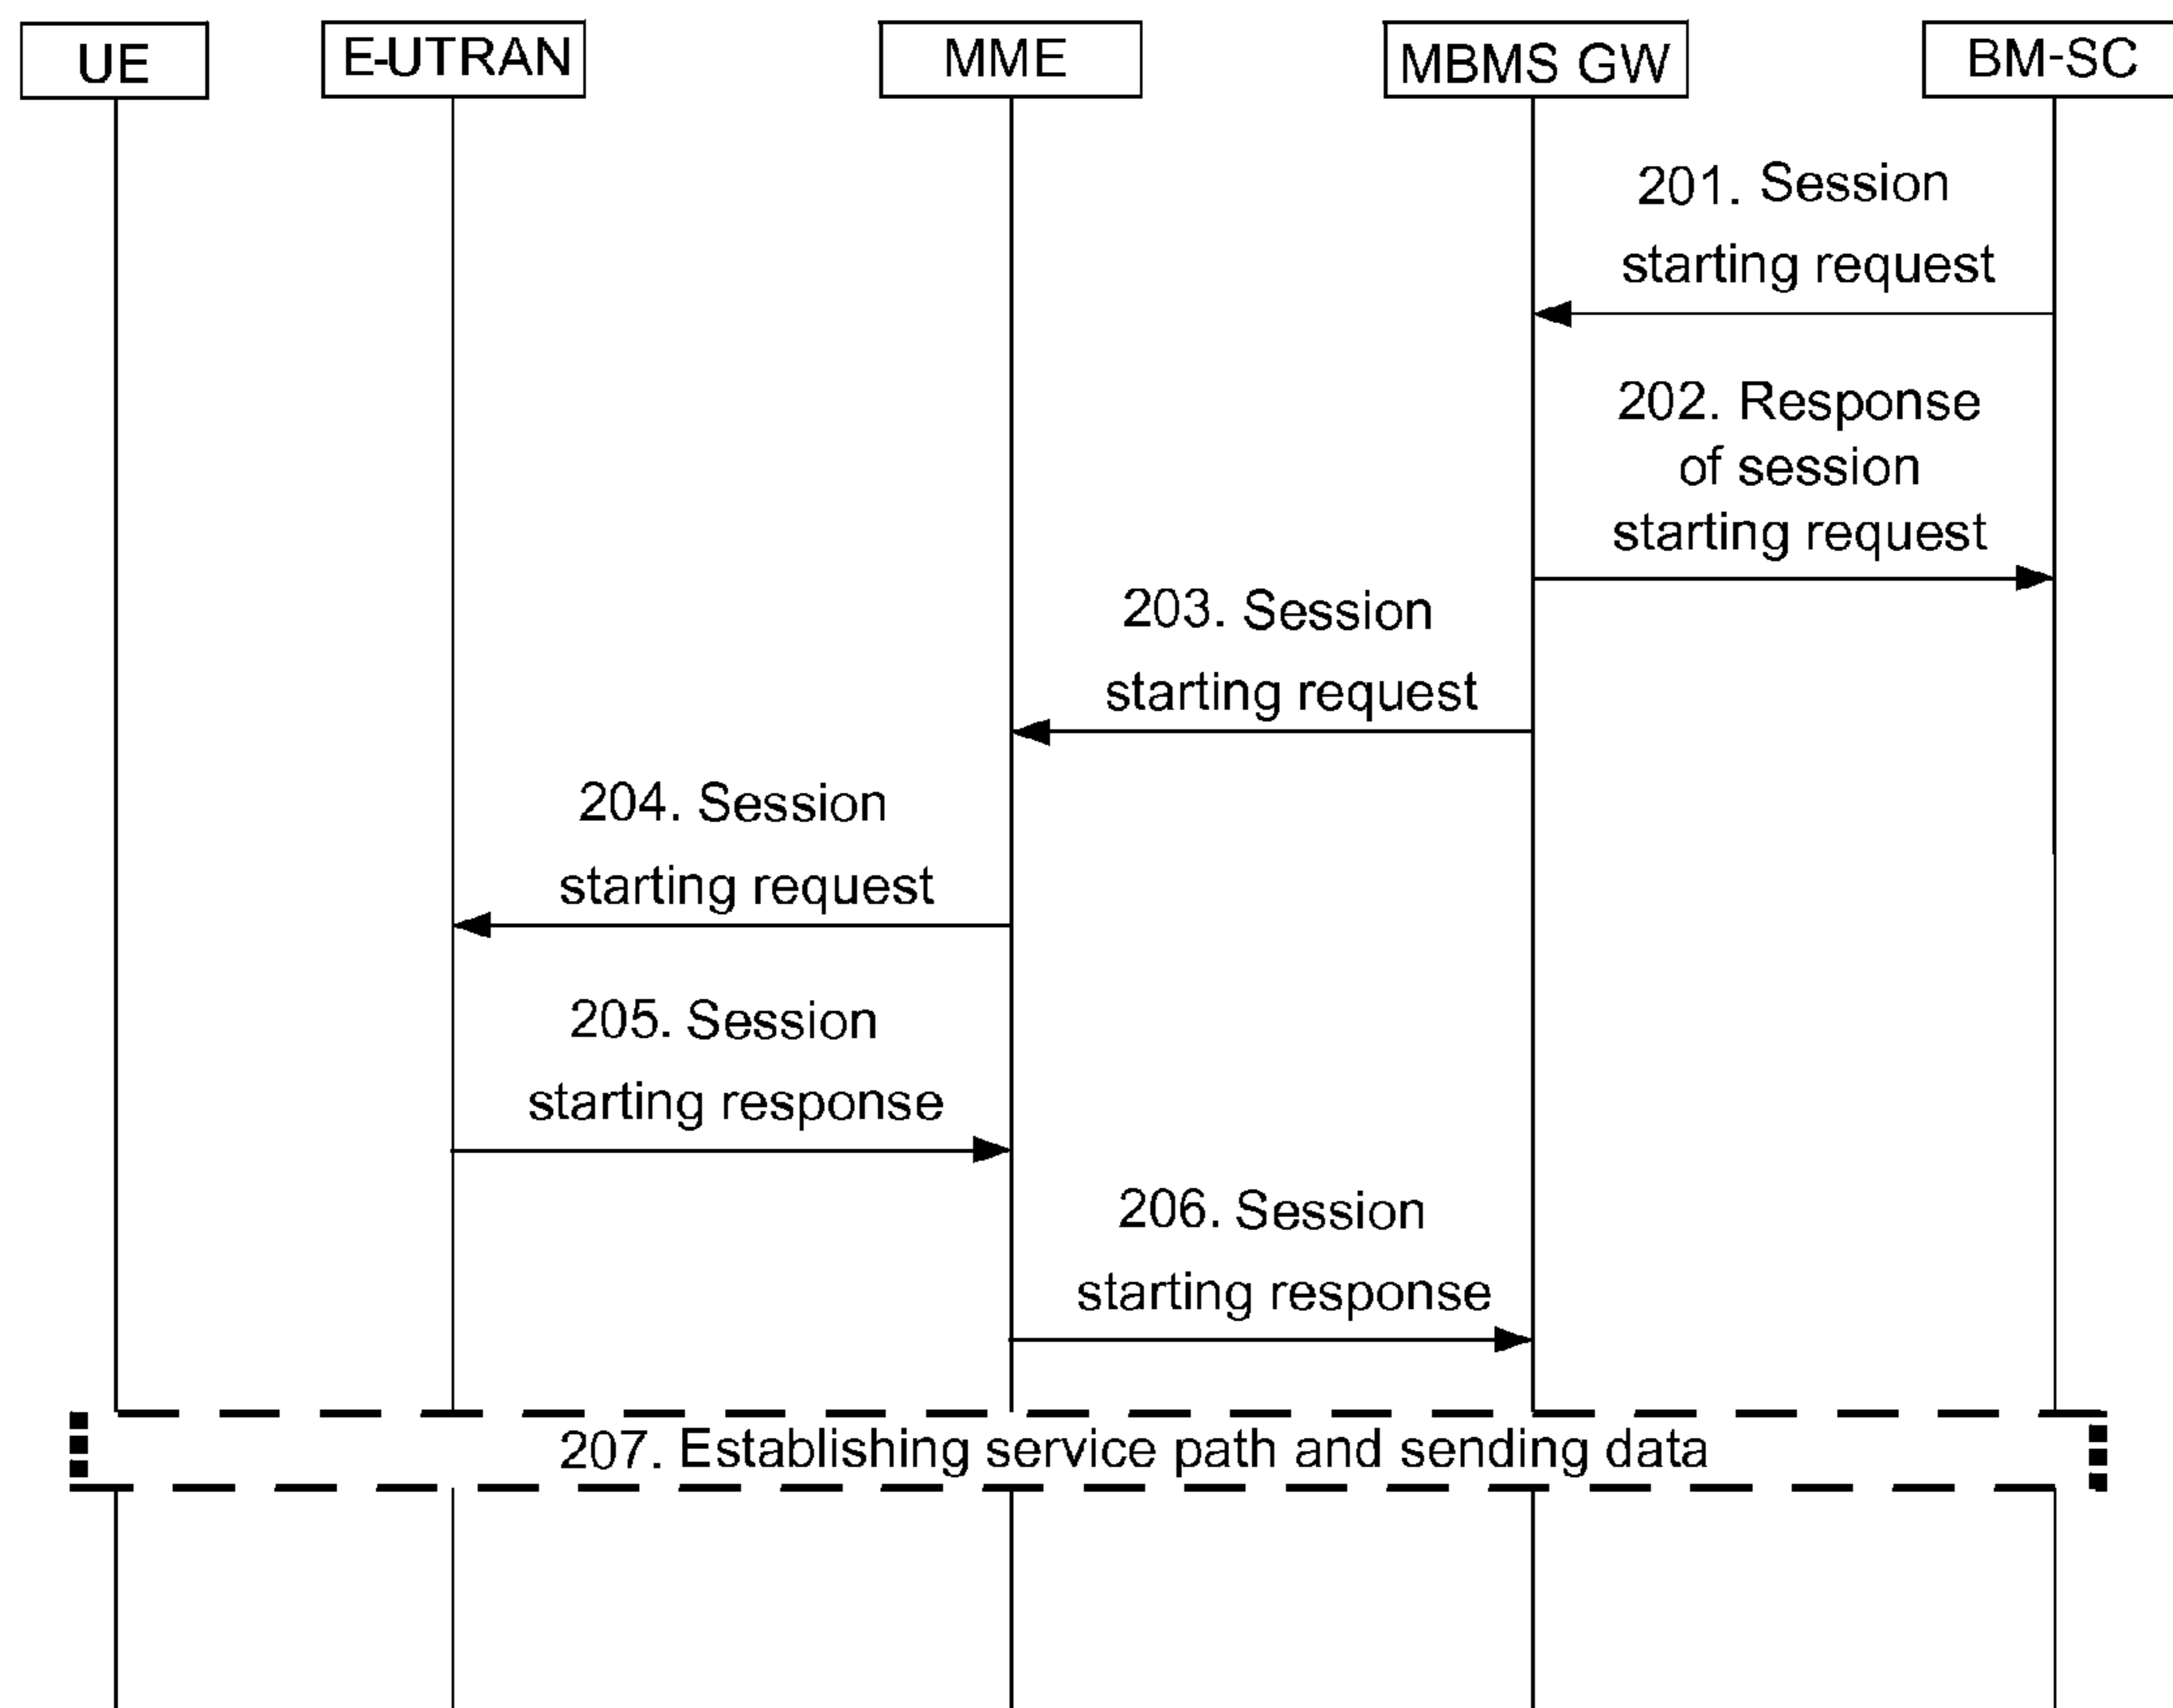 UE
E-UTRAN
MME
MBMS GW
BM-SC
201. Session
starting request
202. Response
of session
starting request
203. Session
starting request
204. Session
starting request
205. Session
starting response
206. Session
starting response
207. Establishing service path and sending data